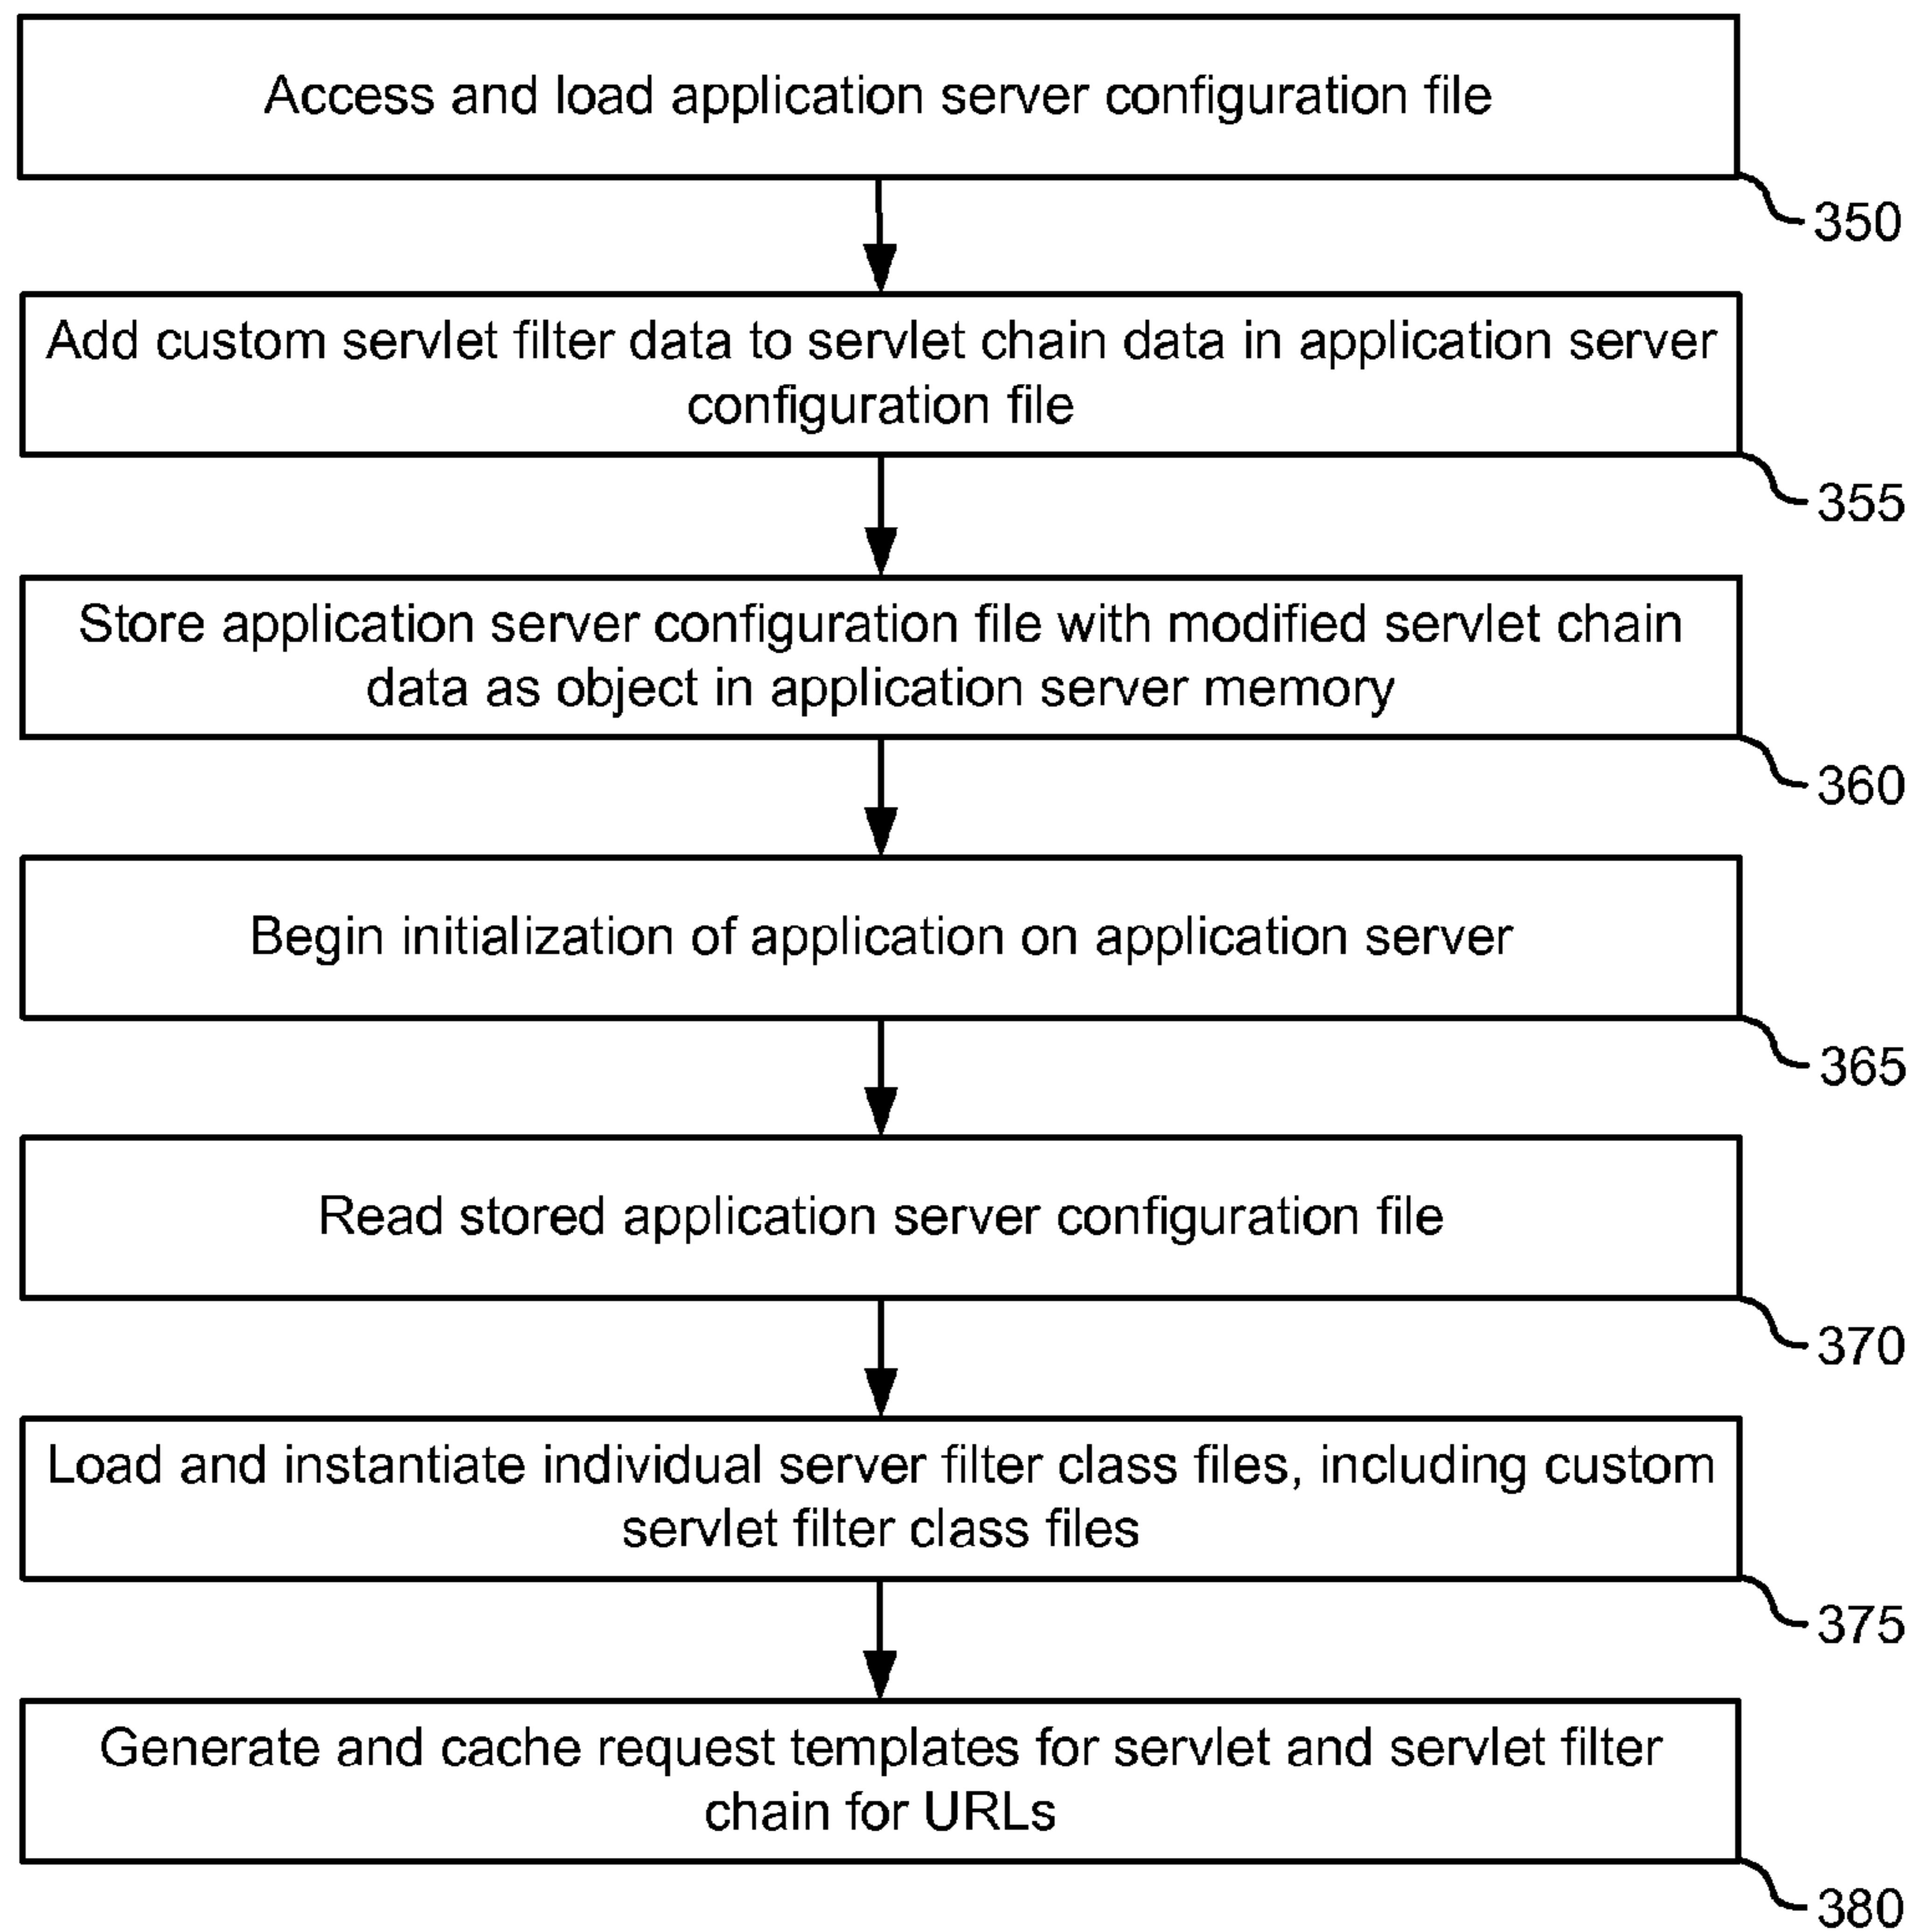 Access and load application server configuration file
350
Add custom servlet filter data to servlet chain data in application server
configuration file
355
Store application server configuration file with modified servlet chain
data as object in application server memory
360
Begin initialization of application on application server
365
Read stored application server configuration file
370
Load and instantiate individual server filter class files, including custom
servlet filter class files
375
Generate and cache request templates for servlet and servlet filter
chain for URLs
380